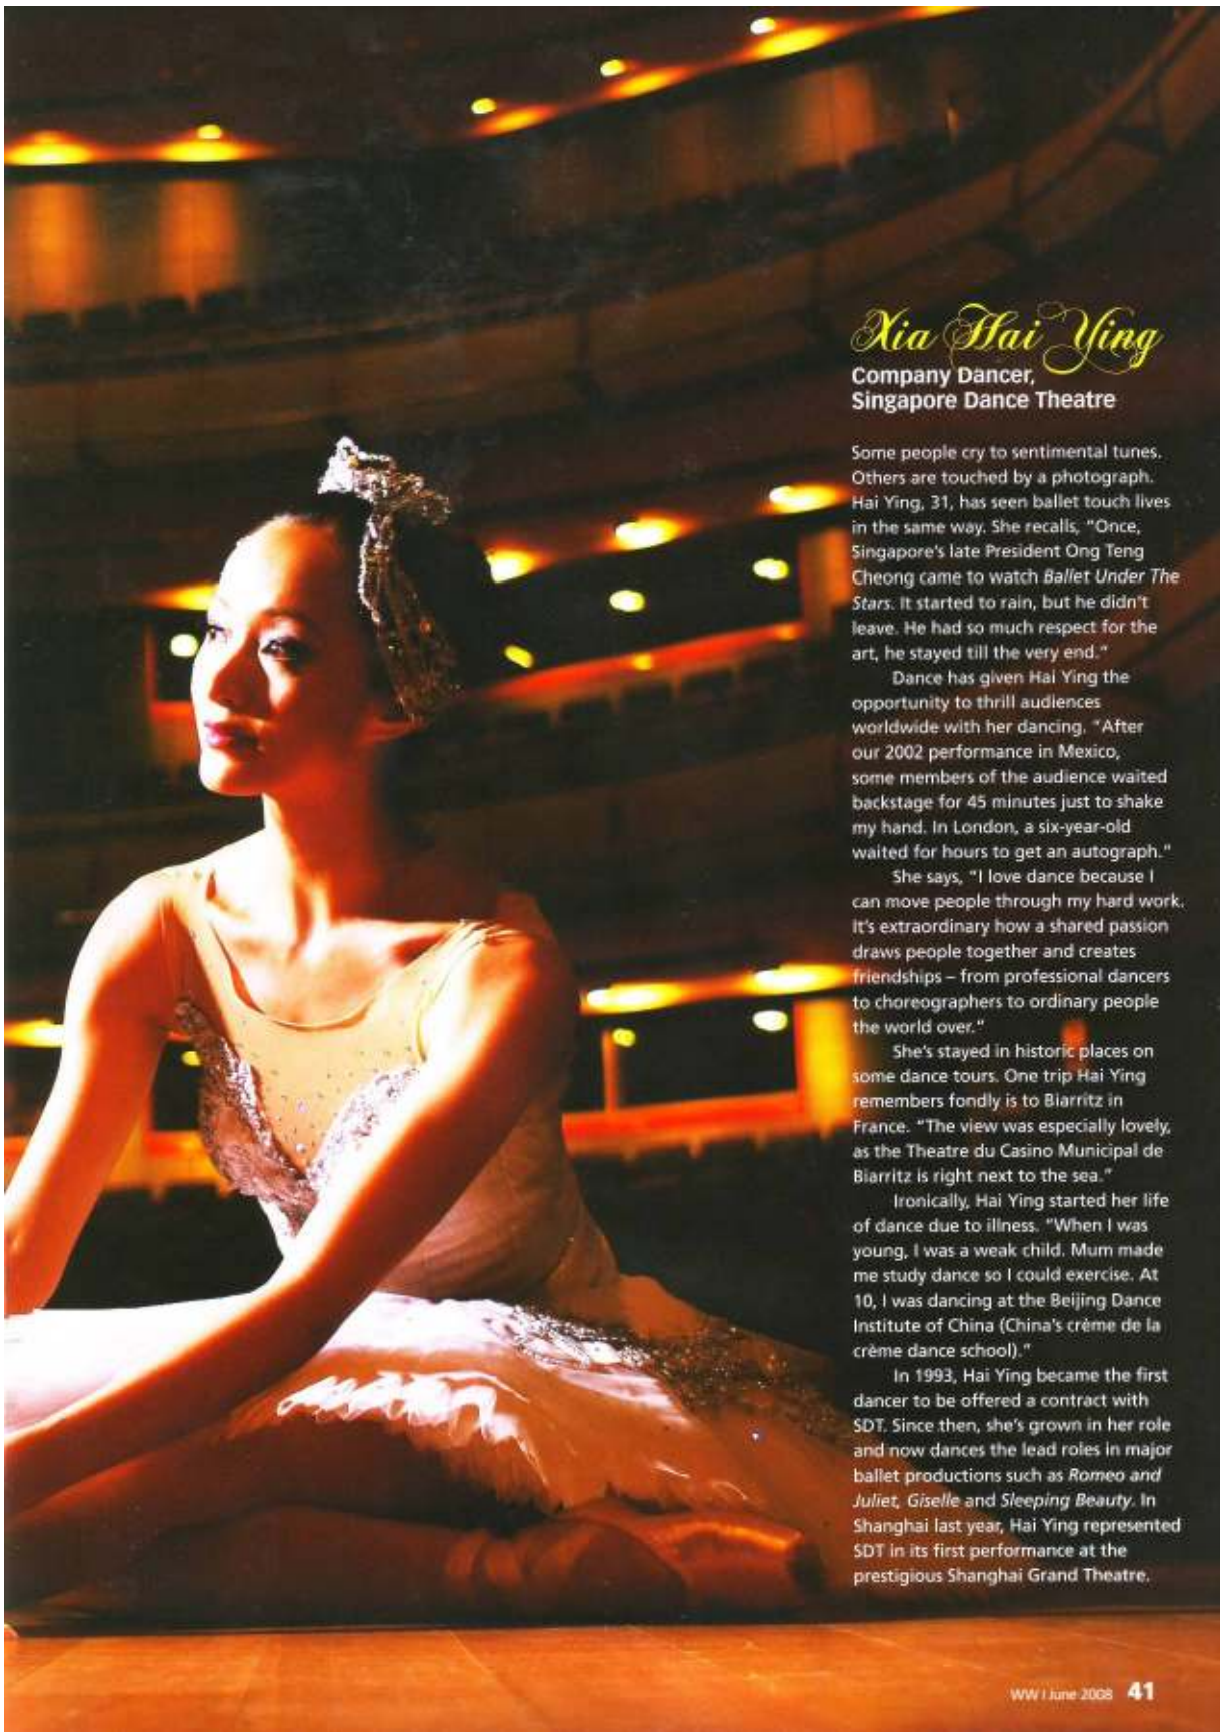 Xia Hai Ying
Company Dancer,
Singapore Dance Theatre
Some people cry to sentimental tunes.
Others are touched by a photograph.
Hai Ying, 31, has seen ballet touch lives
in the same way. She recalls, "Once,
Singapore's late President Ong Teng
Cheong came to watch Ballet Under The
Stars. It started to rain, but he didn't
leave. He had so much respect for the
art, he stayed till the very end."
Dance has given Hai Ying the
opportunity to thrill audiences
worldwide with her dancing. "After
our 2002 performance in Mexico,
some members of the audience waited
backstage for 45 minutes just to shake
my hand. In London, a six-year-old
waited for hours to get an autograph."
She says, "I love dance because I
can move people through my hard work.
It's extraordinary how a shared passion
draws people together and creates
friendships – from professional dancers
to choreographers to ordinary people
the world over."
She's stayed in historic places on
some dance tours. One trip Hai Ying
remembers fondly is to Biarritz in
France. "The view was especially lovely,
as the Theatre du Casino Municipal de
Biarritz is right next to the sea."
Ironically, Hai Ying started her life
of dance due to illness. "When I was
young, I was a weak child. Mum made
me study dance so I could exercise. At
10, I was dancing at the Beijing Dance
Institute of China (China's crème de la
crème dance school)."
In 1993, Hai Ying became the first
dancer to be offered a contract with
SDT. Since then, she's grown in her role
and now dances the lead roles in major
ballet productions such as Romeo and
Juliet, Giselle and Sleeping Beauty. In
Shanghai last year, Hai Ying represented
SDT in its first performance at the
prestigious Shanghai Grand Theatre.
WW I June 2008 41